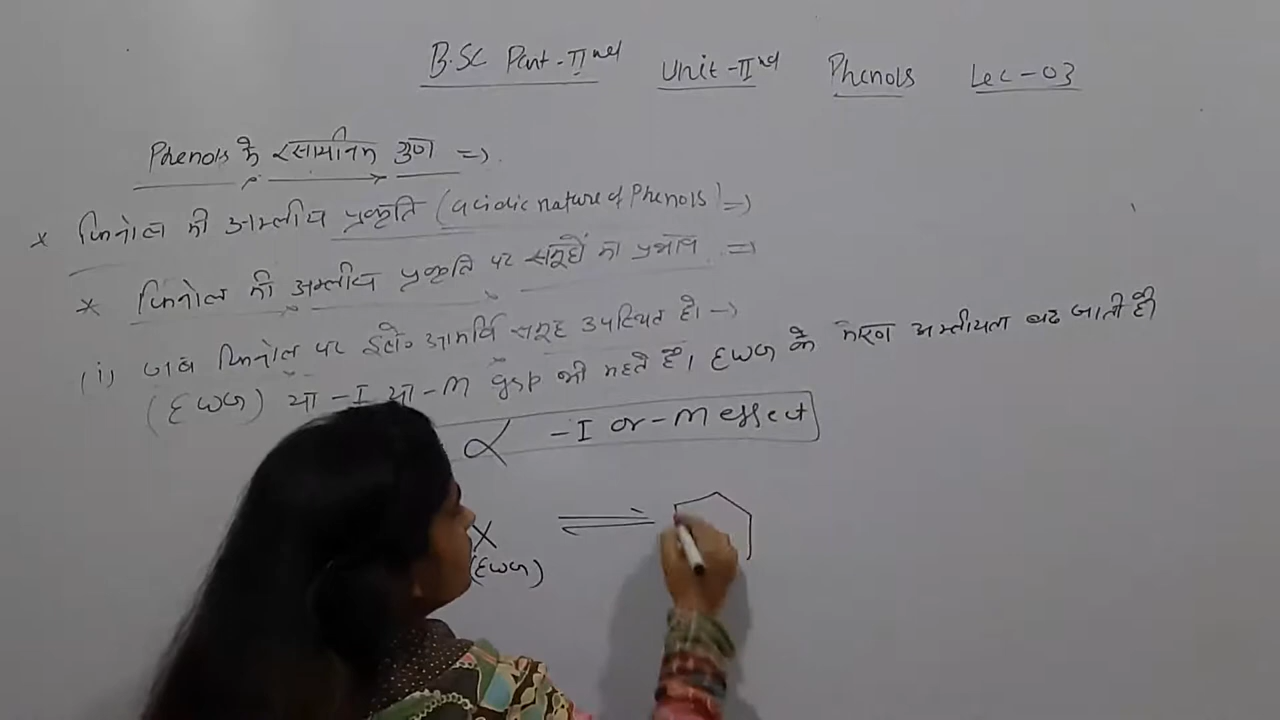 B.SC Part-IInd Unit-IInd Phenols Lec-03
Phenols के रसायनिक गुण =>
* फिनोल की अम्लीय प्रकृति (acidic nature of Phenols) =>
* फिनोल की अम्लीय प्रकृति पर समूहों का प्रभाव =>
(i) जब फिनोल पर इले० आकर्षि समूह उपस्थित हो ->
(EWG) या -I या -M grp भी कहते हैं। EWG के कारण अम्लीयता बढ जाती है।
∝ -I or -M effect
X
(EWG)